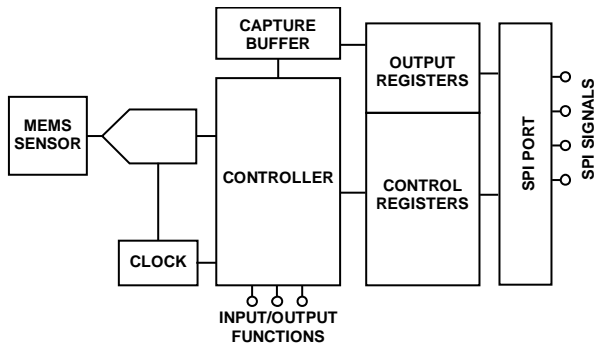 CAPTURE
BUFFER
OUTPUT
REGISTERS
MEMS
SENSOR
CONTROLLER
CONTROL
REGISTERS
SPI PORT
SPI SIGNALS
CLOCK
INPUT/OUTPUT
FUNCTIONS